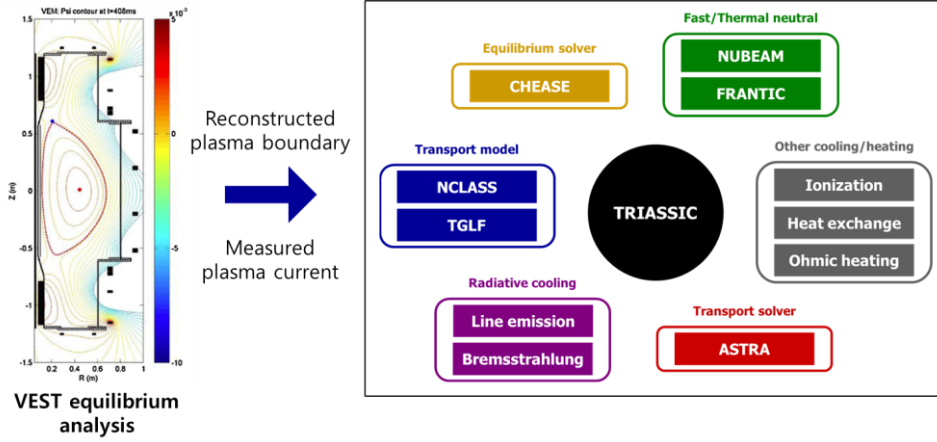 VEM: Psi contour at t=408ms
×10⁻³
1.5
1
0.5
0
-0.5
-1
-1.5
Z (m)
0
0.2
0.4
0.6
0.8
1
R (m)
5
0
-5
-10
VEST equilibrium
analysis
Reconstructed
plasma boundary
Measured
plasma current
Equilibrium solver
CHEASE
Fast/Thermal neutral
NUBEAM
FRANTIC
Transport model
NCLASS
TGLF
TRIASSIC
Other cooling/heating
Ionization
Heat exchange
Ohmic heating
Radiative cooling
Line emission
Bremsstrahlung
Transport solver
ASTRA